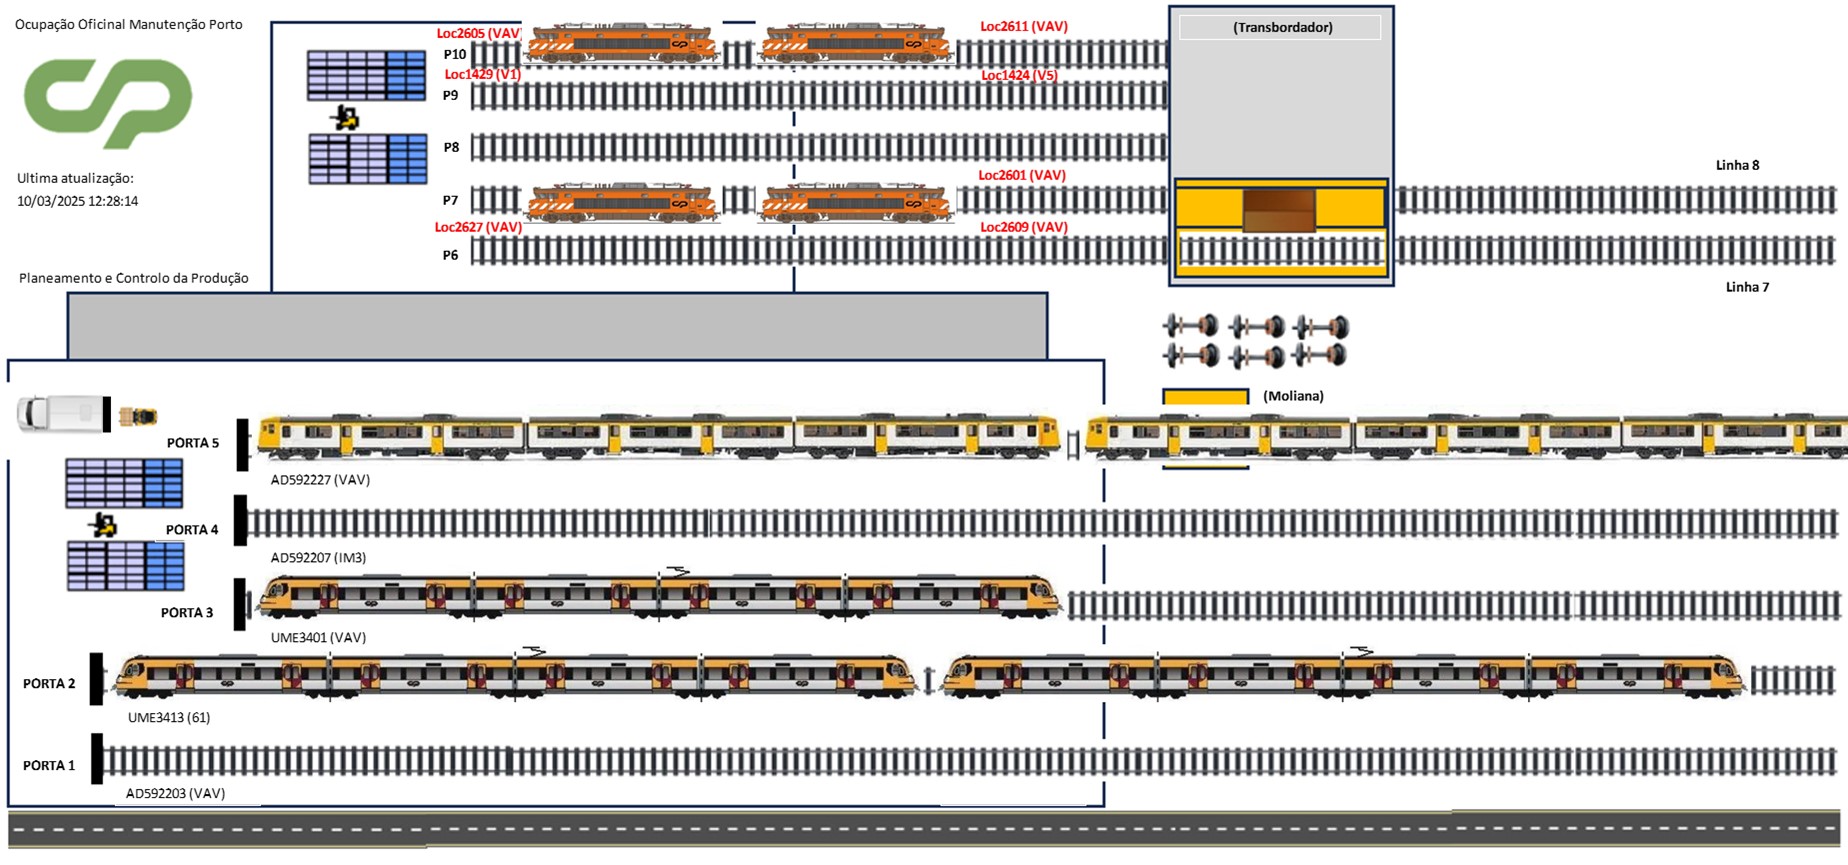 Ocupação Oficinal Manutenção Porto
CP
Ultima atualização:
10/03/2025 12:28:14
Planeamento e Controlo da Produção
Loc2605 (VAV)
Loc2611 (VAV)
P10
Loc1429 (V1)
Loc1424 (V5)
P9
P8
Loc2601 (VAV)
P7
Loc2627 (VAV)
Loc2609 (VAV)
P6
(Transbordador)
Linha 8
Linha 7
(Moliana)
PORTA 5
AD592227 (VAV)
PORTA 4
AD592207 (IM3)
PORTA 3
UME3401 (VAV)
PORTA 2
UME3413 (61)
PORTA 1
AD592203 (VAV)